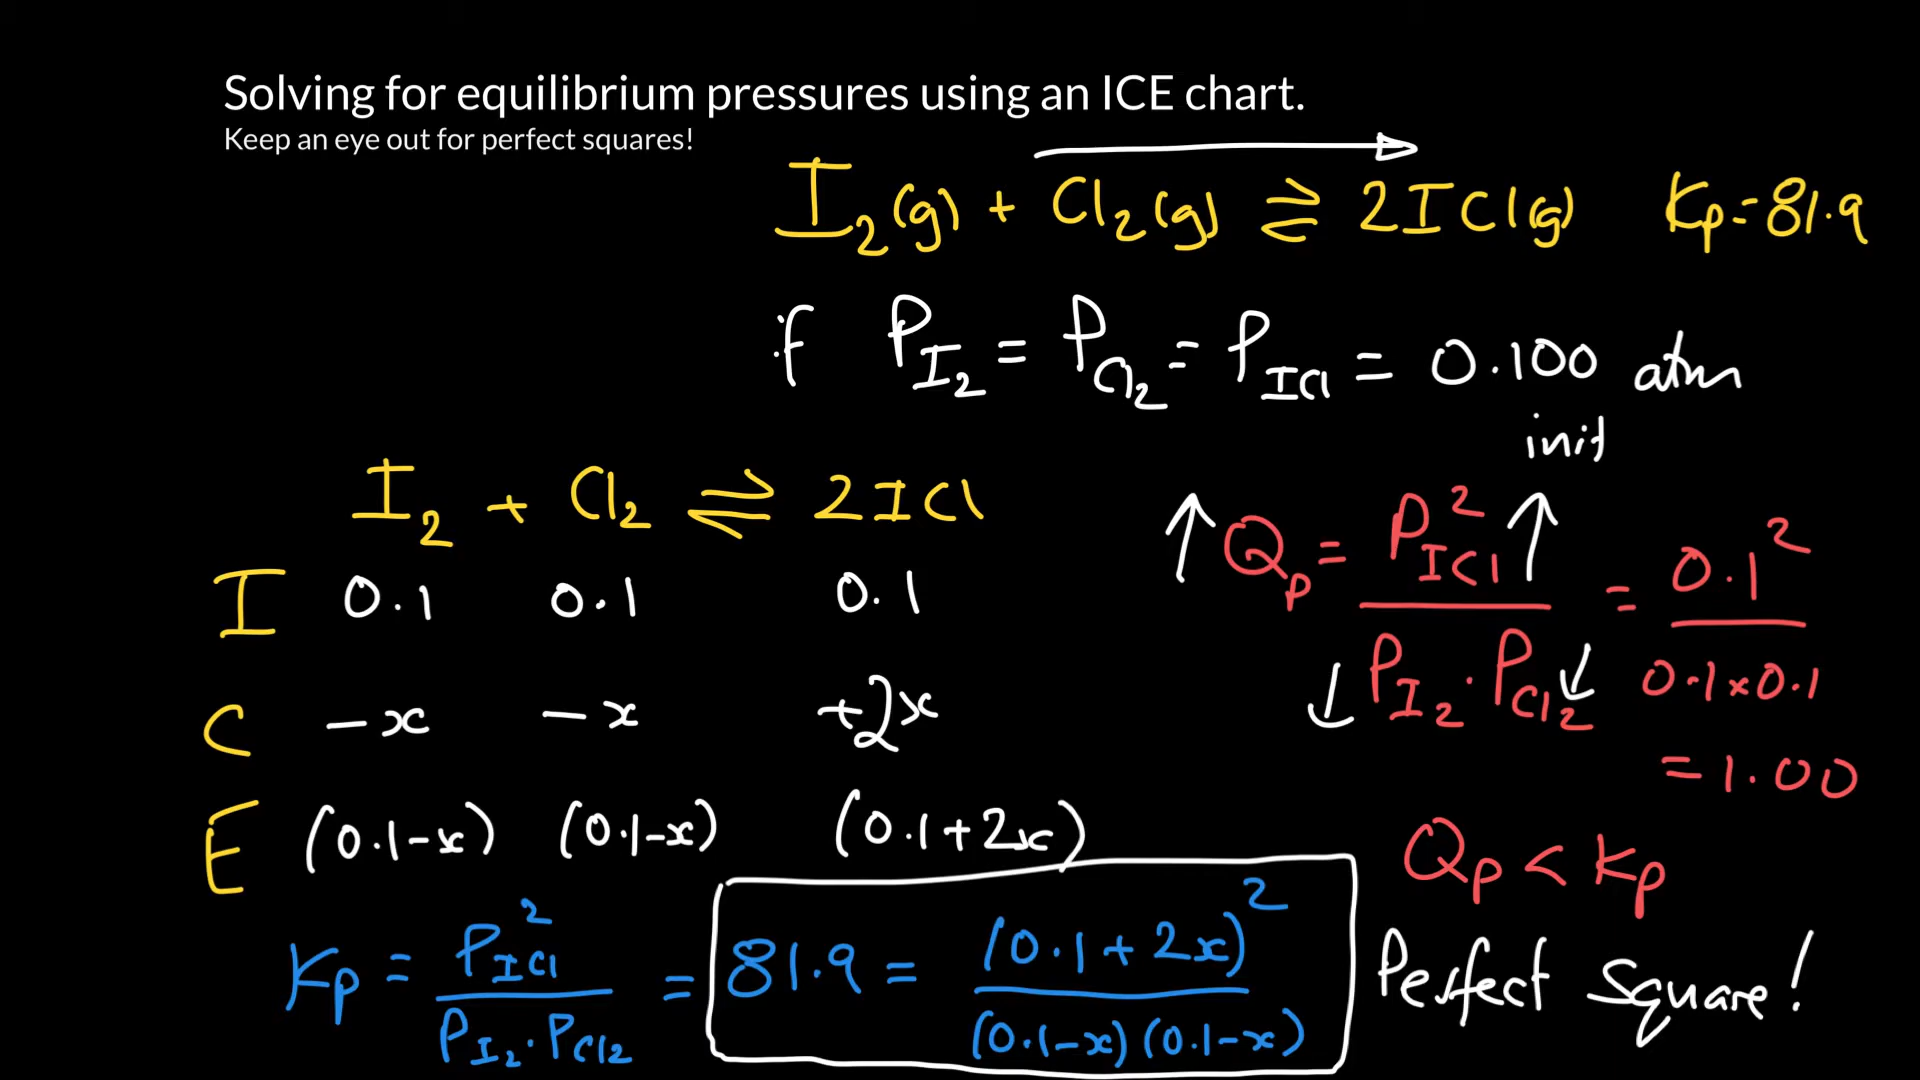 Solving for equilibrium pressures using an ICE chart.
Keep an eye out for perfect squares!
I₂(g) + Cl₂(g) ⇌ 2ICl(g) Kp=81.9
if P_I₂ = P_Cl₂ = P_ICl = 0.100 atm
init
I₂ + Cl₂ ⇌ 2ICl
I 0.1 0.1 0.1
C -x -x +2x
E (0.1-x) (0.1-x) (0.1+2x)
↑ Qp = P²_ICl ↑ / ↓ P_I₂ · P_Cl₂ ↓ = 0.1² / 0.1×0.1
= 1.00
Qp < Kp
Kp = P²_ICl / P_I₂ · P_Cl₂ = 81.9 = (0.1+2x)² / (0.1-x)(0.1-x)
Perfect Square!